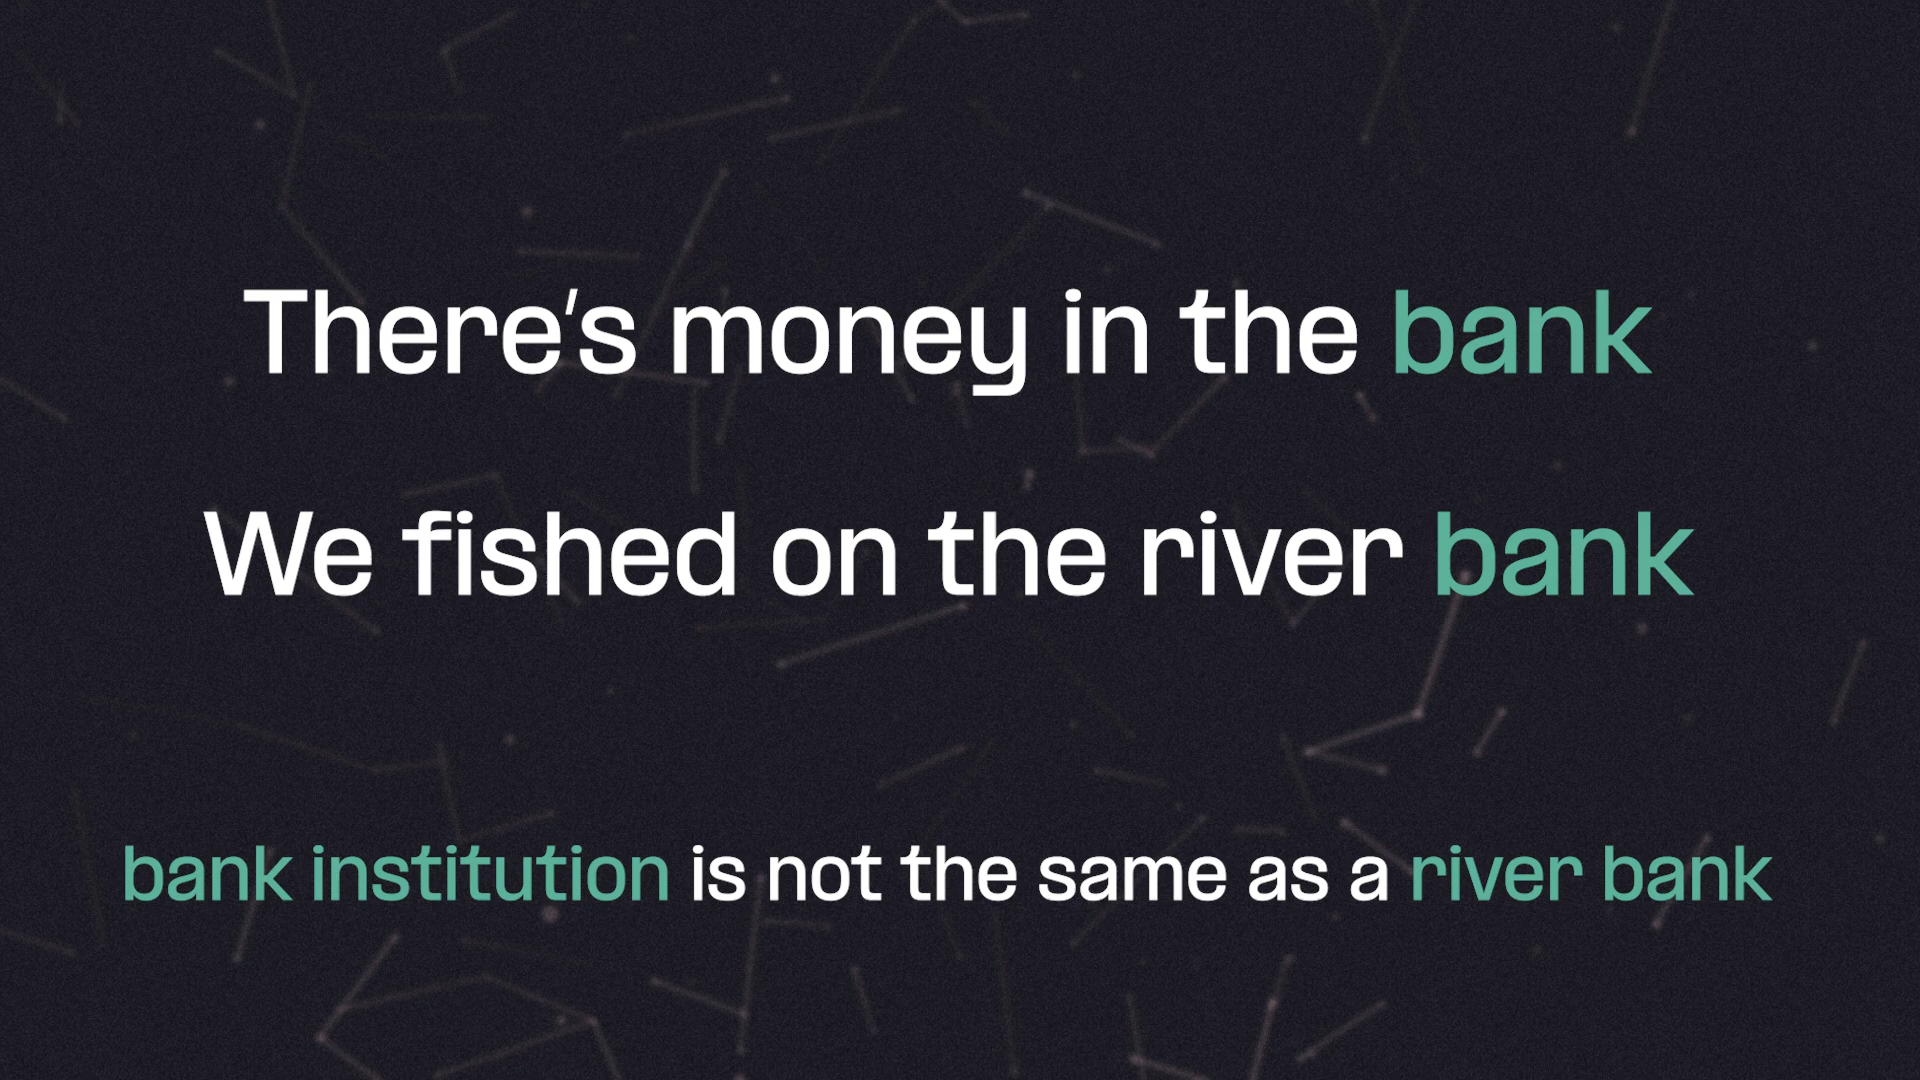 There's money in the bank
We fished on the river bank
bank institution is not the same as a river bank